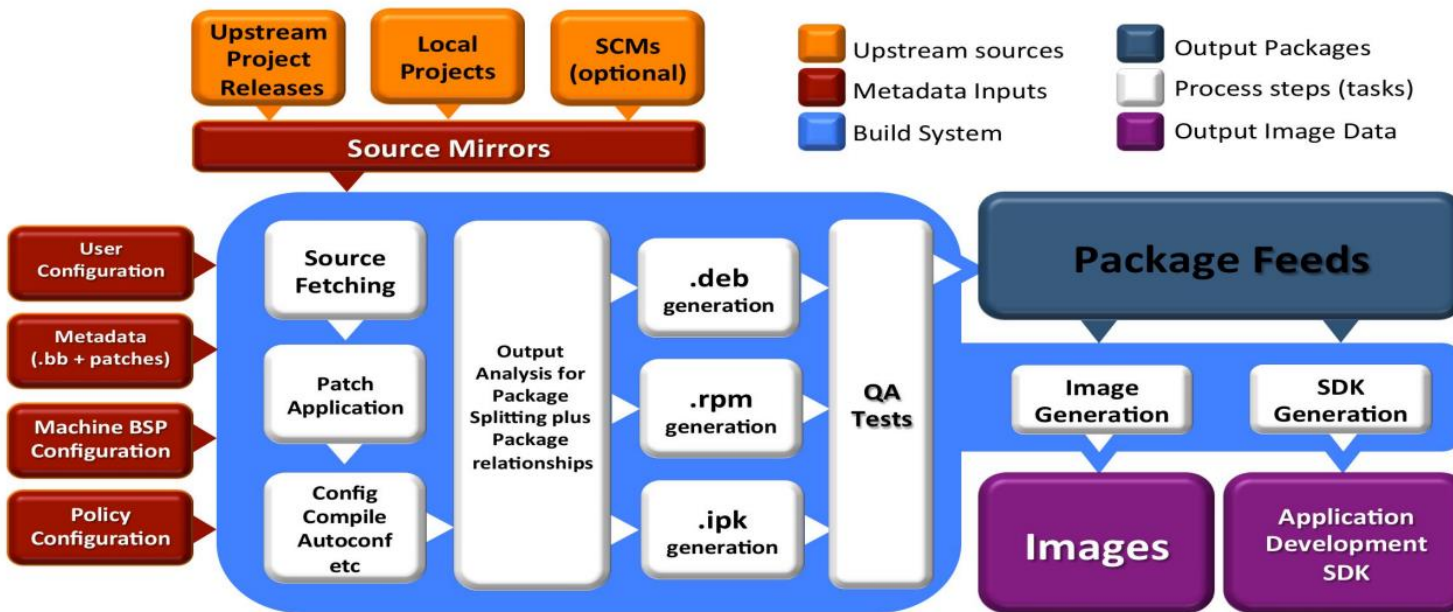 Upstream
Project
Releases
Local
Projects
SCMs
(optional)
Upstream sources
Metadata Inputs
Build System
Output Packages
Process steps (tasks)
Output Image Data
Source Mirrors
User
Configuration
Metadata
(.bb + patches)
Machine BSP
Configuration
Policy
Configuration
Source
Fetching
Patch
Application
Config
Compile
Autoconf
etc
Output
Analysis for
Package
Splitting plus
Package
relationships
.deb
generation
.rpm
generation
.ipk
generation
QA
Tests
Package Feeds
Image
Generation
SDK
Generation
Images
Application
Development
SDK